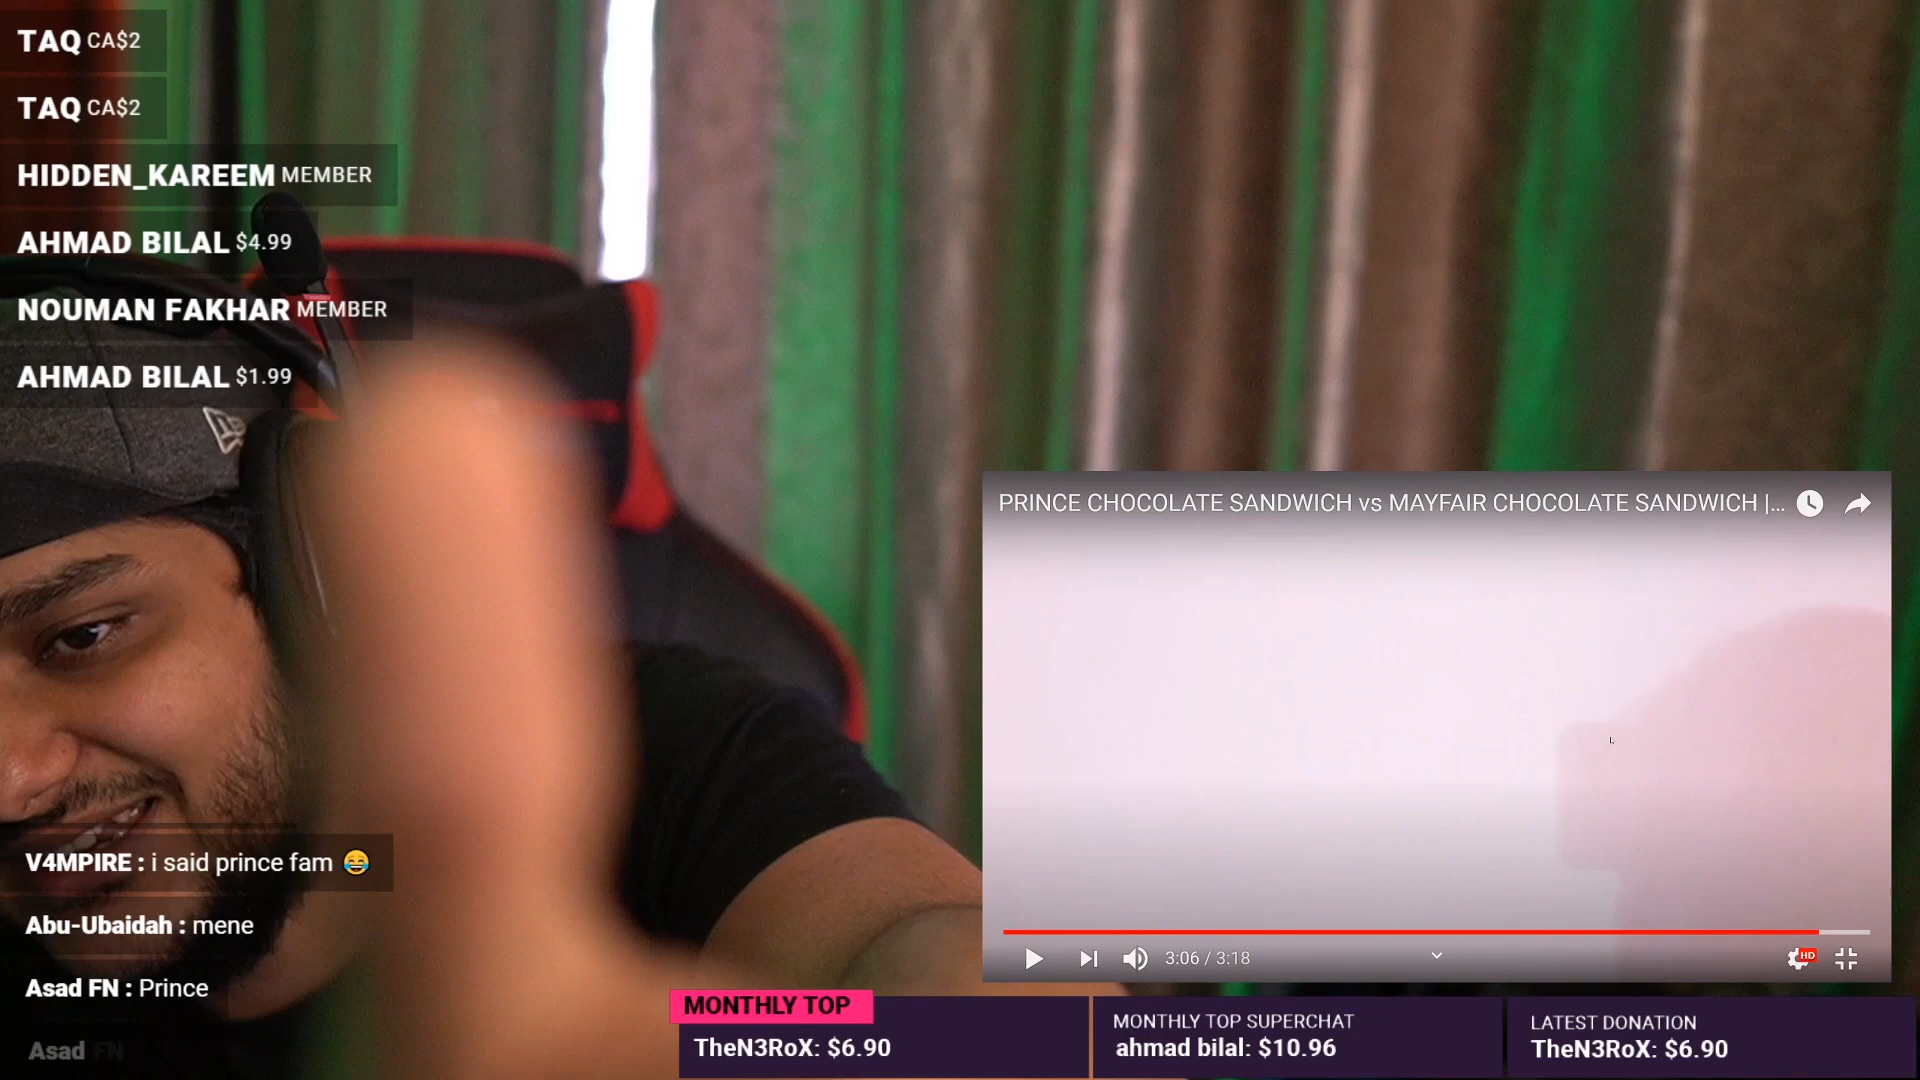 TAQ CA$2
TAQ CA$2
HIDDEN_KAREEM MEMBER
AHMAD BILAL $4.99
NOUMAN FAKHAR MEMBER
AHMAD BILAL $1.99
PRINCE CHOCOLATE SANDWICH vs MAYFAIR CHOCOLATE SANDWICH |...
V4MPIRE : i said prince fam 😂
Abu-Ubaidah : mene
Asad FN : Prince
Asad FN
3:06 / 3:18
HD
MONTHLY TOP
TheN3RoX: $6.90
MONTHLY TOP SUPERCHAT
ahmad bilal: $10.96
LATEST DONATION
TheN3RoX: $6.90